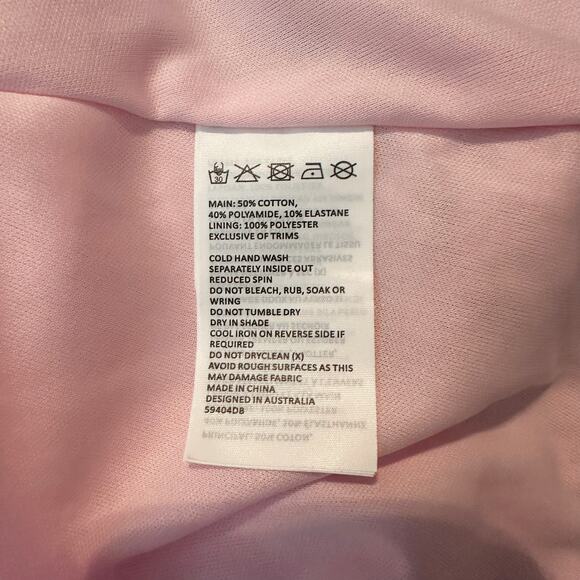 30
MAIN: 50% COTTON,
40% POLYAMIDE, 10% ELASTANE
LINING: 100% POLYESTER
EXCLUSIVE OF TRIMS
COLD HAND WASH
SEPARATELY INSIDE OUT
REDUCED SPIN
DO NOT BLEACH, RUB, SOAK OR
WRING
DO NOT TUMBLE DRY
DRY IN SHADE
COOL IRON ON REVERSE SIDE IF
REQUIRED
DO NOT DRYCLEAN (X)
AVOID ROUGH SURFACES AS THIS
MAY DAMAGE FABRIC
MADE IN CHINA
DESIGNED IN AUSTRALIA
59404DB